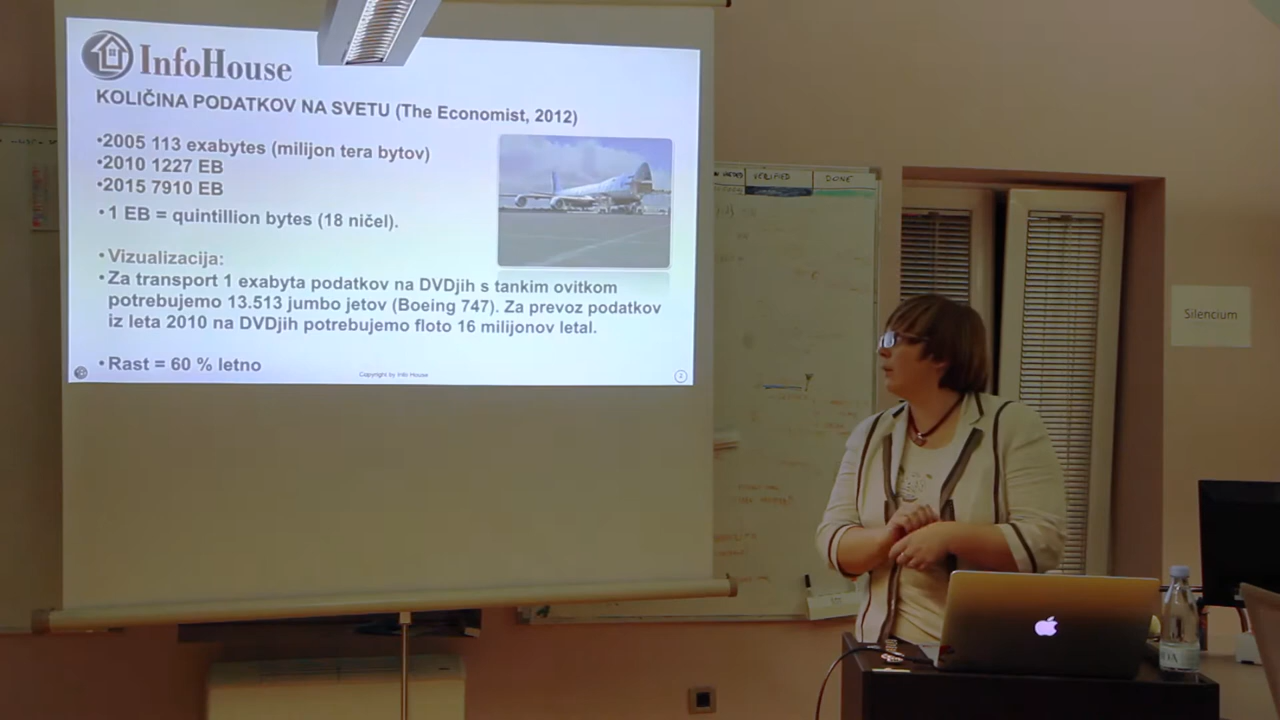 InfoHouse
KOLIČINA PODATKOV NA SVETU (The Economist, 2012)
•2005 113 exabytes (milijon tera bytov)
•2010 1227 EB
•2015 7910 EB
•1 EB = quintillion bytes (18 ničel).
•Vizualizacija:
•Za transport 1 exabyta podatkov na DVDjih s tankim ovitkom
potrebujemo 13.513 jumbo jetov (Boeing 747). Za prevoz podatkov
iz leta 2010 na DVDjih potrebujemo floto 16 milijonov letal.
•Rast = 60 % letno
Copyright by Info House
2
VERIFIED
DONE
Silencium